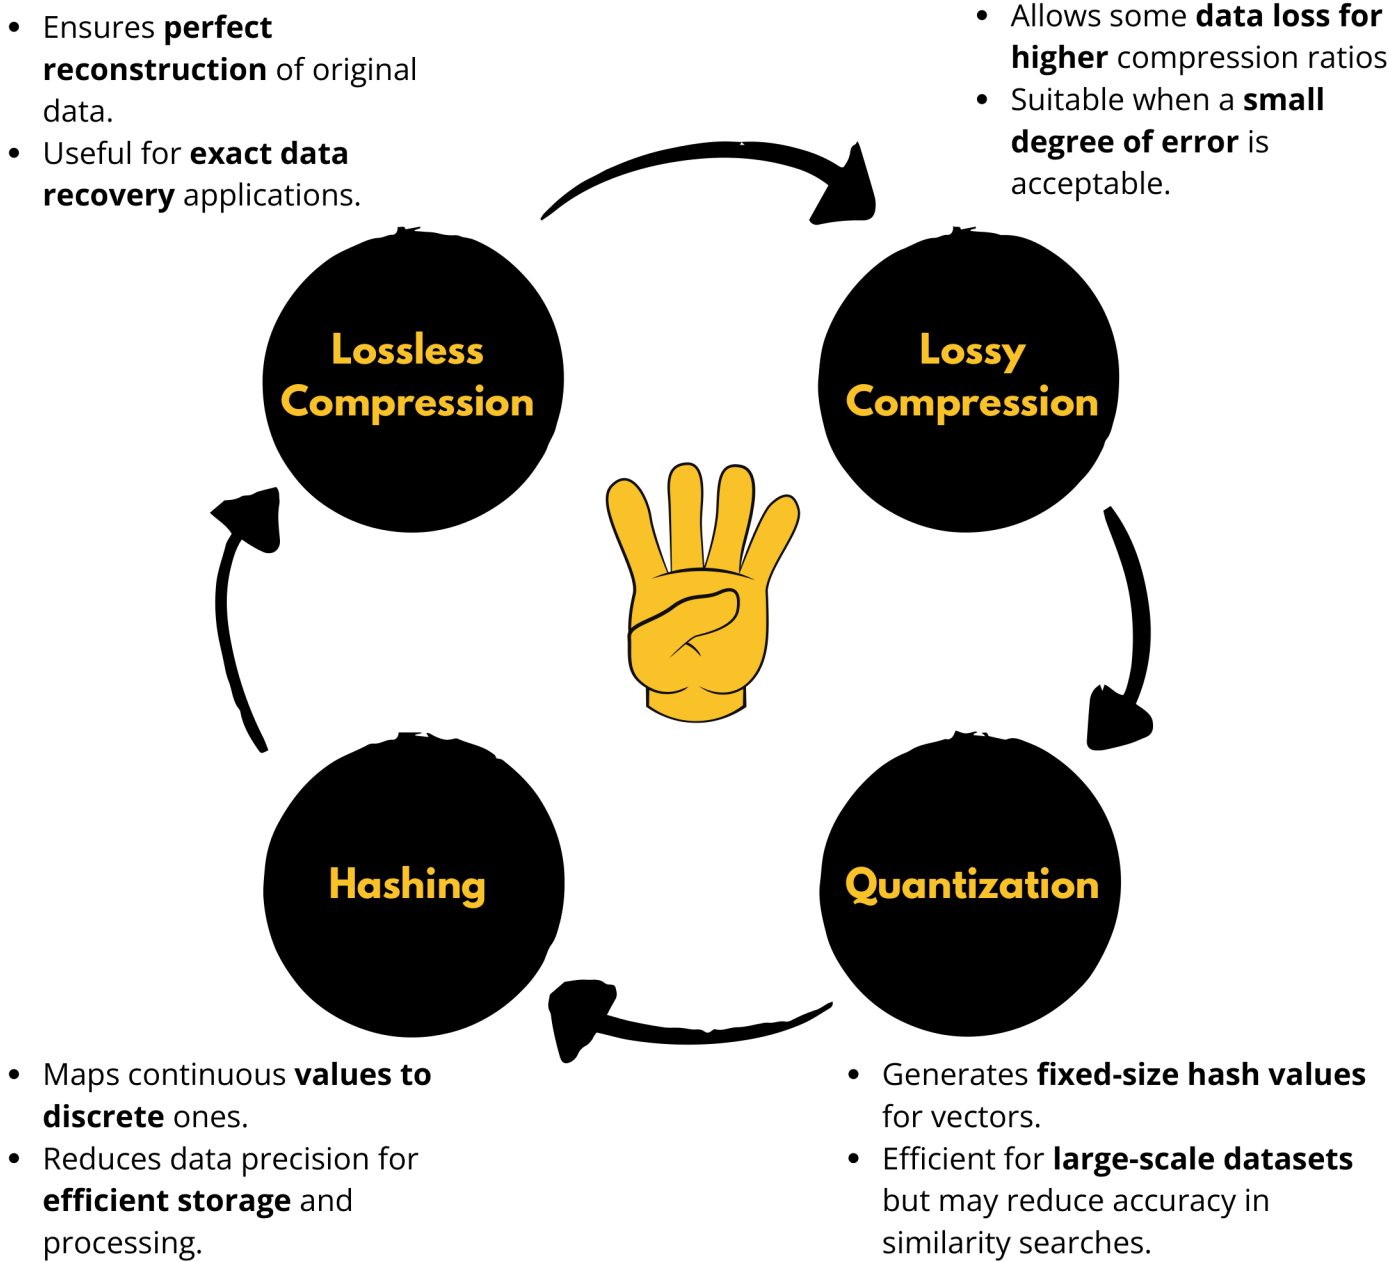 • Ensures perfect
reconstruction of original
data.
• Useful for exact data
recovery applications.
• Allows some data loss for
higher compression ratios
• Suitable when a small
degree of error is
acceptable.
Lossless
Compression
Lossy
Compression
Hashing
Quantization
• Maps continuous values to
discrete ones.
• Reduces data precision for
efficient storage and
processing.
• Generates fixed-size hash values
for vectors.
• Efficient for large-scale datasets
but may reduce accuracy in
similarity searches.